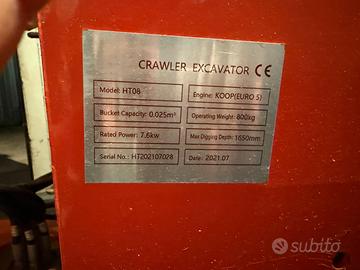 CRAWLER EXCAVATOR CE
Model: HT08 Engine: KOOP(EURO 5)
Bucket Capacity: 0.025m³ Operating Weight: 800kg
Rated Power: 7.6kw Max Digging Depth: 1650mm
Serial No.: HT202107028 Date: 2021.07
subito